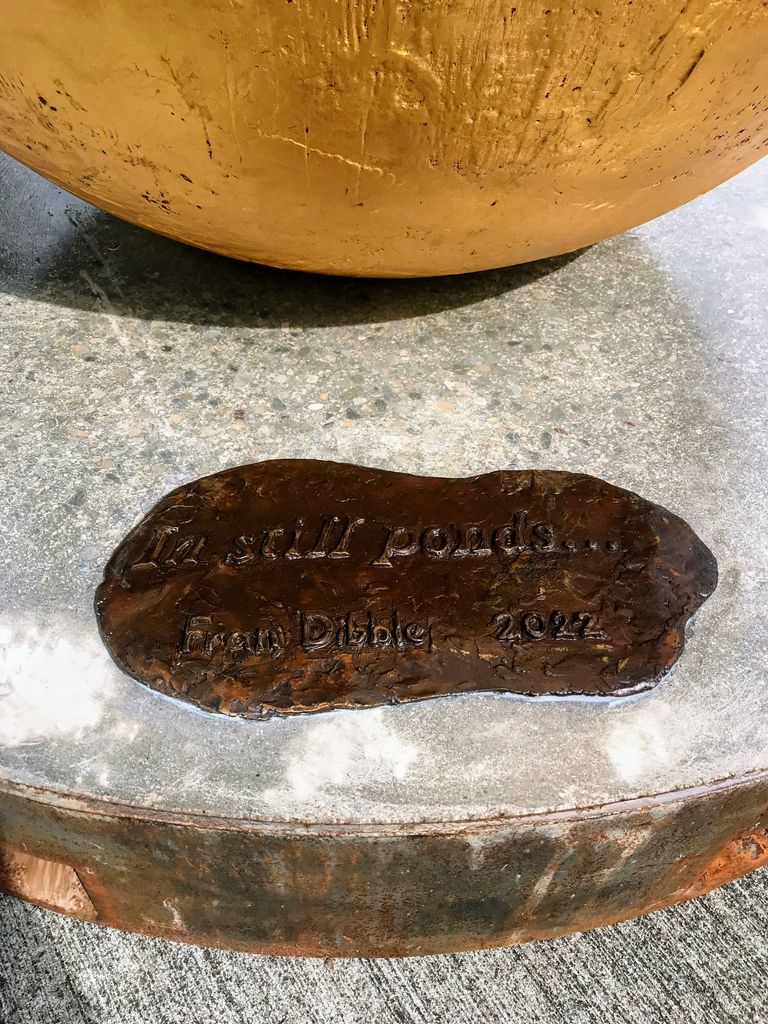 In still ponds....
Fran Dibble 2022